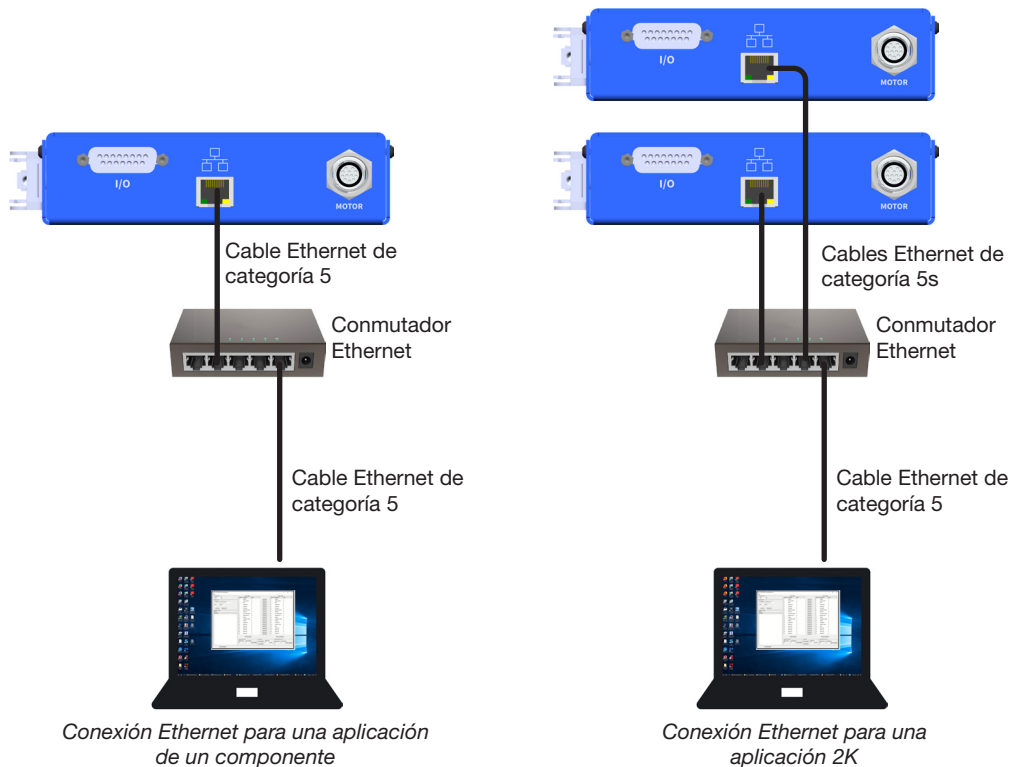 I/O
MOTOR
Cable Ethernet de
categoría 5
Conmutador
Ethernet
Cable Ethernet de
categoría 5
Conexión Ethernet para una aplicación
de un componente
I/O
MOTOR
I/O
MOTOR
Cables Ethernet de
categoría 5s
Conmutador
Ethernet
Cable Ethernet de
categoría 5
Conexión Ethernet para una
aplicación 2K